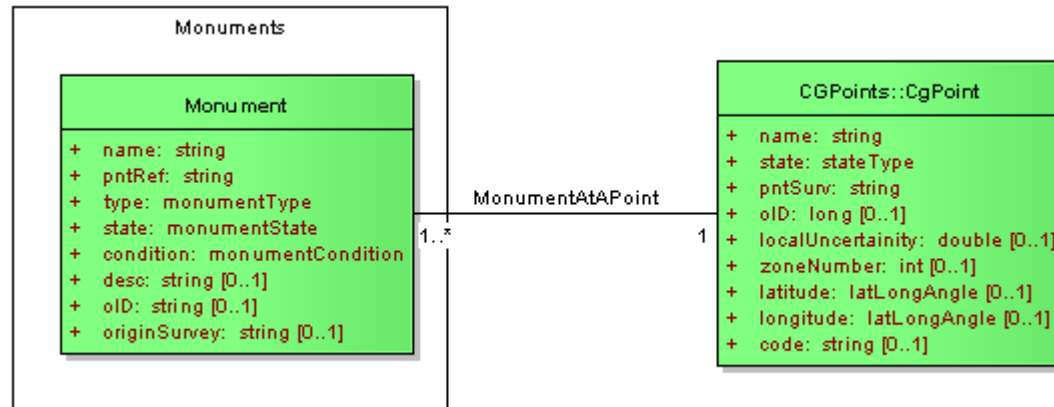 Monuments
Monument
+ name: string
+ pntRef: string
+ type: monumentType
+ state: monumentState
+ condition: monumentCondition
+ desc: string [0..1]
+ oID: string [0..1]
+ originSurvey: string [0..1]
MonumentAtAPoint
1..*
1
CGPoints::CgPoint
+ name: string
+ state: stateType
+ pntSurv: string
+ oID: long [0..1]
+ localUncertainity: double [0..1]
+ zoneNumber: int [0..1]
+ latitude: latLongAngle [0..1]
+ longitude: latLongAngle [0..1]
+ code: string [0..1]